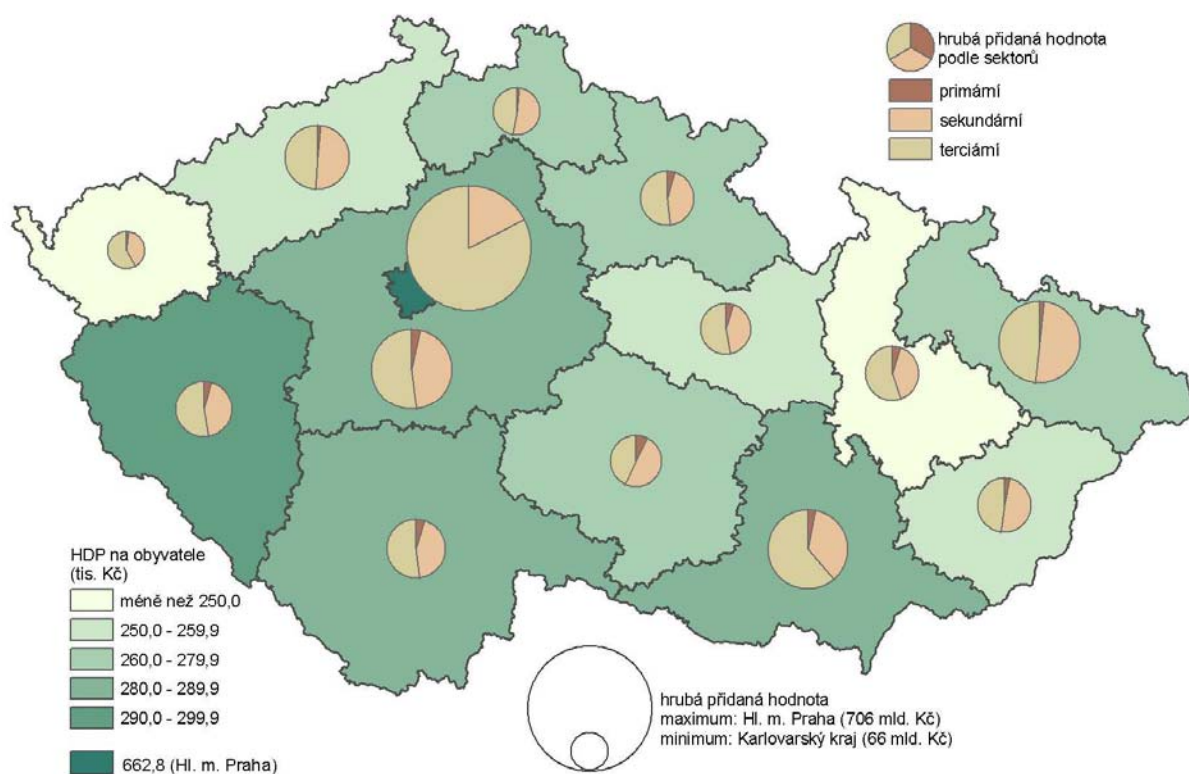 hrubá přidaná hodnota
podle sektorů
primární
sekundární
terciární
HDP na obyvatele
(tis. Kč)
méně než 250,0
250,0 - 259,9
260,0 - 279,9
280,0 - 289,9
290,0 - 299,9
662,8 (Hl. m. Praha)
hrubá přidaná hodnota
maximum: Hl. m. Praha (706 mld. Kč)
minimum: Karlovarský kraj (66 mld. Kč)